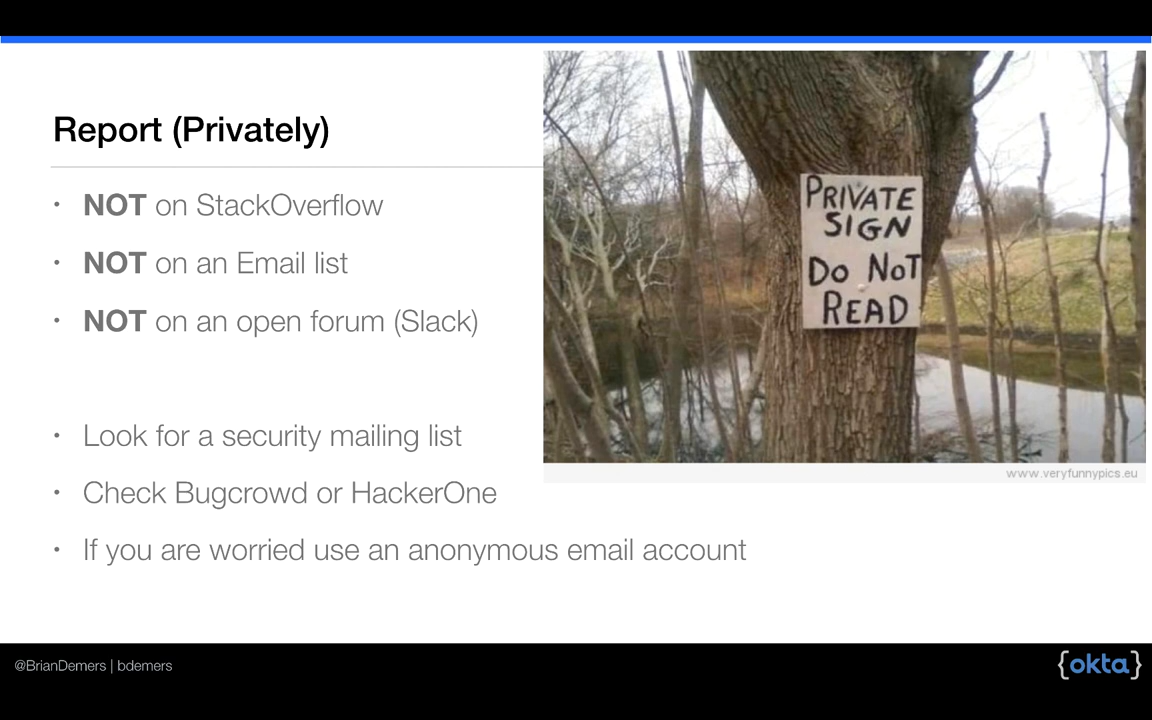 Report (Privately)
• NOT on StackOverflow
• NOT on an Email list
• NOT on an open forum (Slack)
• Look for a security mailing list
• Check Bugcrowd or HackerOne
• If you are worried use an anonymous email account
PRIVATE
SIGN
DO NOT
READ
www.veryfunnypics.eu
@BrianDemers | bdemers
{okta}